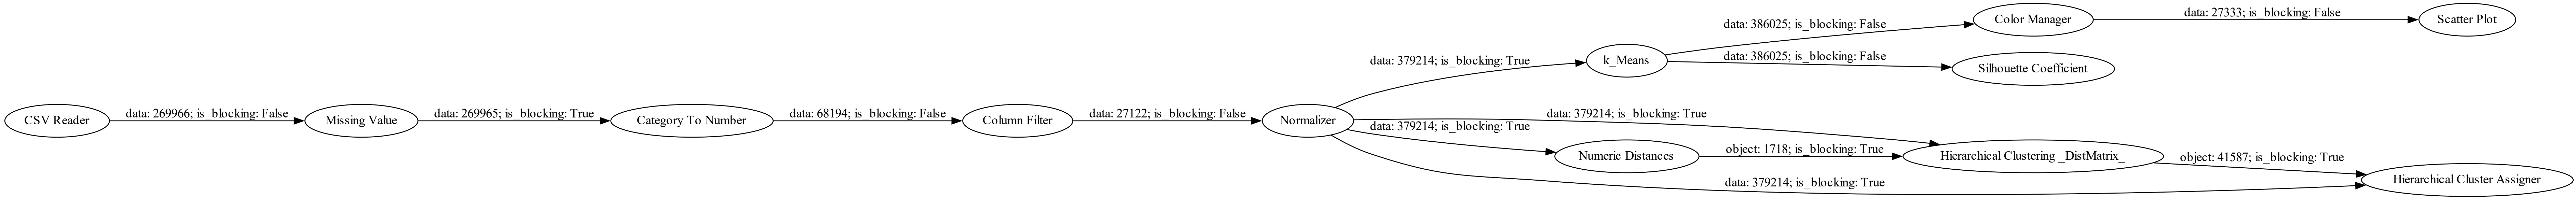 CSV Reader
data: 269966; is_blocking: False
Missing Value
data: 269965; is_blocking: True
Category To Number
data: 68194; is_blocking: False
Column Filter
data: 27122; is_blocking: False
Normalizer
data: 379214; is_blocking: True
k_Means
data: 386025; is_blocking: False
Color Manager
data: 27333; is_blocking: False
Scatter Plot
data: 386025; is_blocking: False
Silhouette Coefficient
data: 379214; is_blocking: True
data: 379214; is_blocking: True
Numeric Distances
object: 1718; is_blocking: True
Hierarchical Clustering _DistMatrix_
object: 41587; is_blocking: True
data: 379214; is_blocking: True
Hierarchical Cluster Assigner